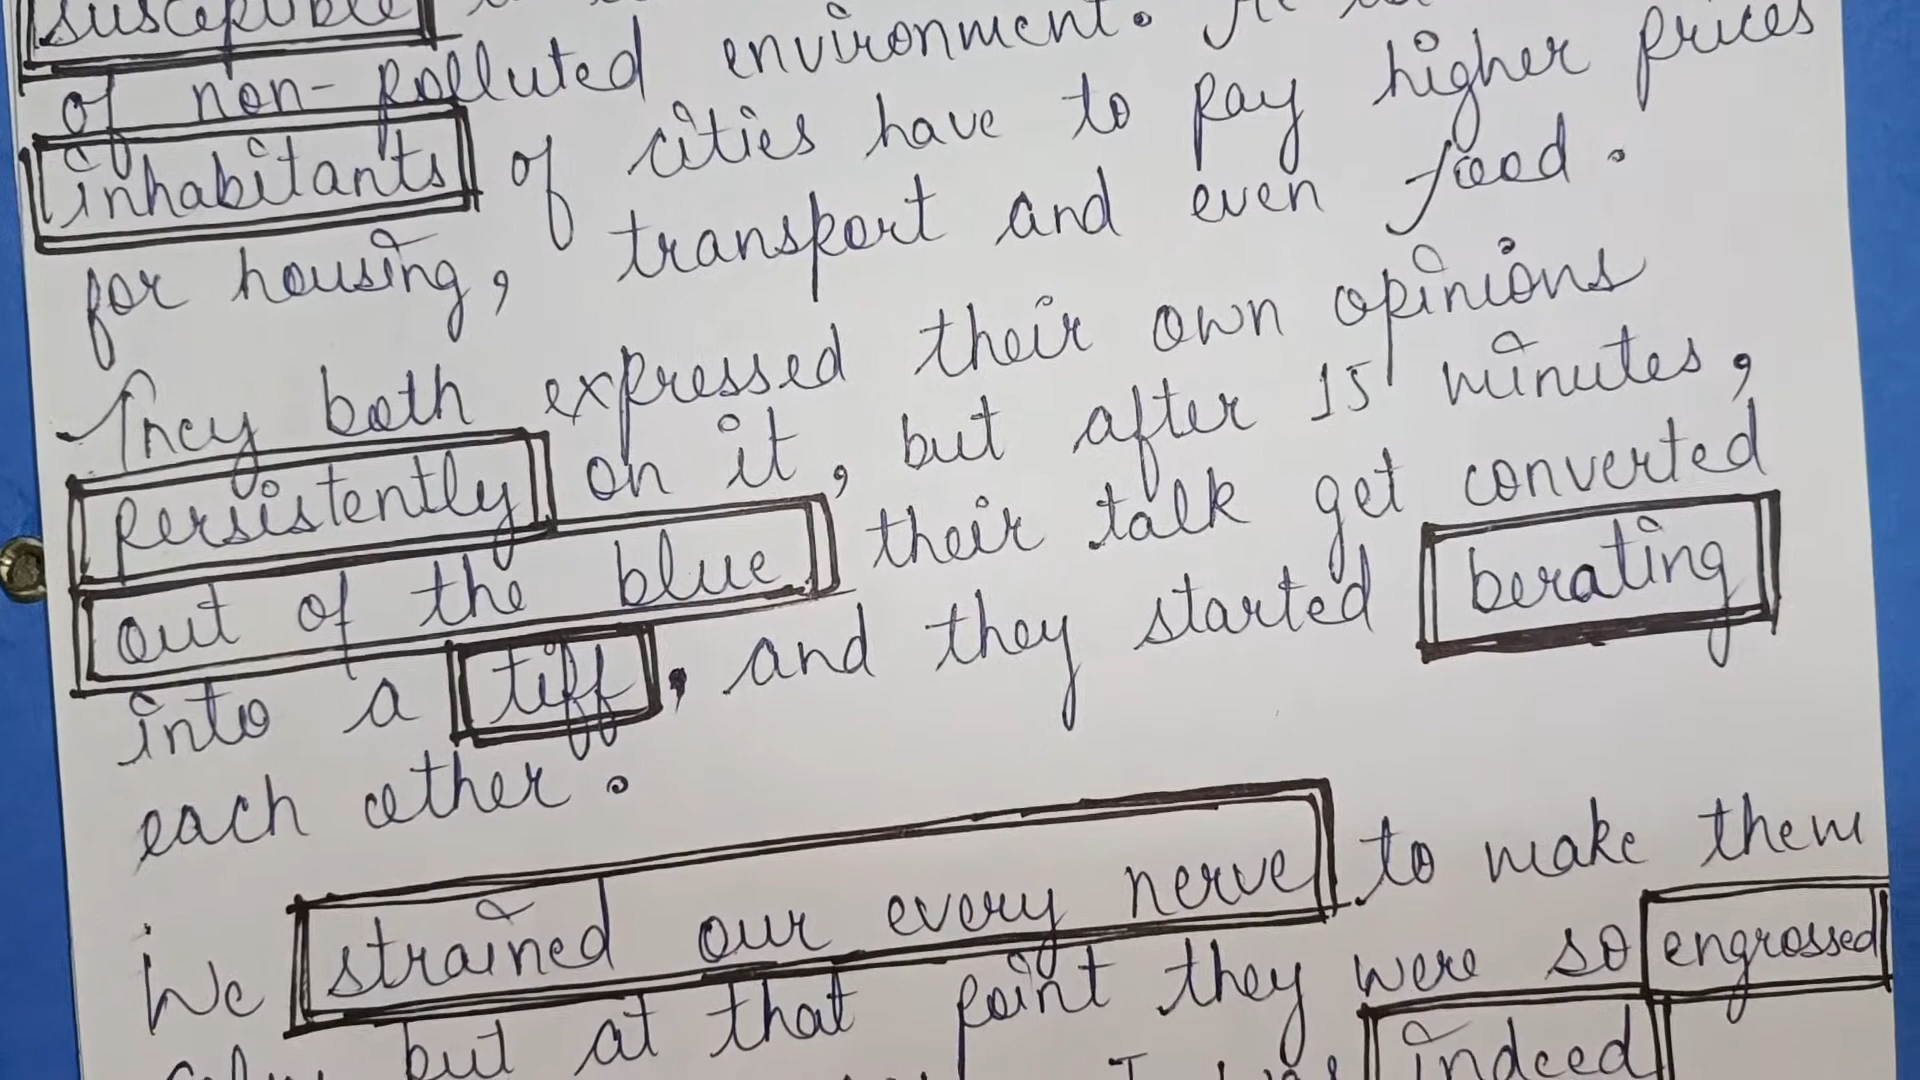 susceptible
of non-polluted environment.
inhabitants of cities have to pay higher prices
for housing, transport and even food.
They both expressed their own opinions
persistently on it, but after 15 minutes,
out of the blue their talk get converted
into a tiff, and they started berating
each other.
We strained our every nerve to make them
but at that point they were so engrossed
indeed